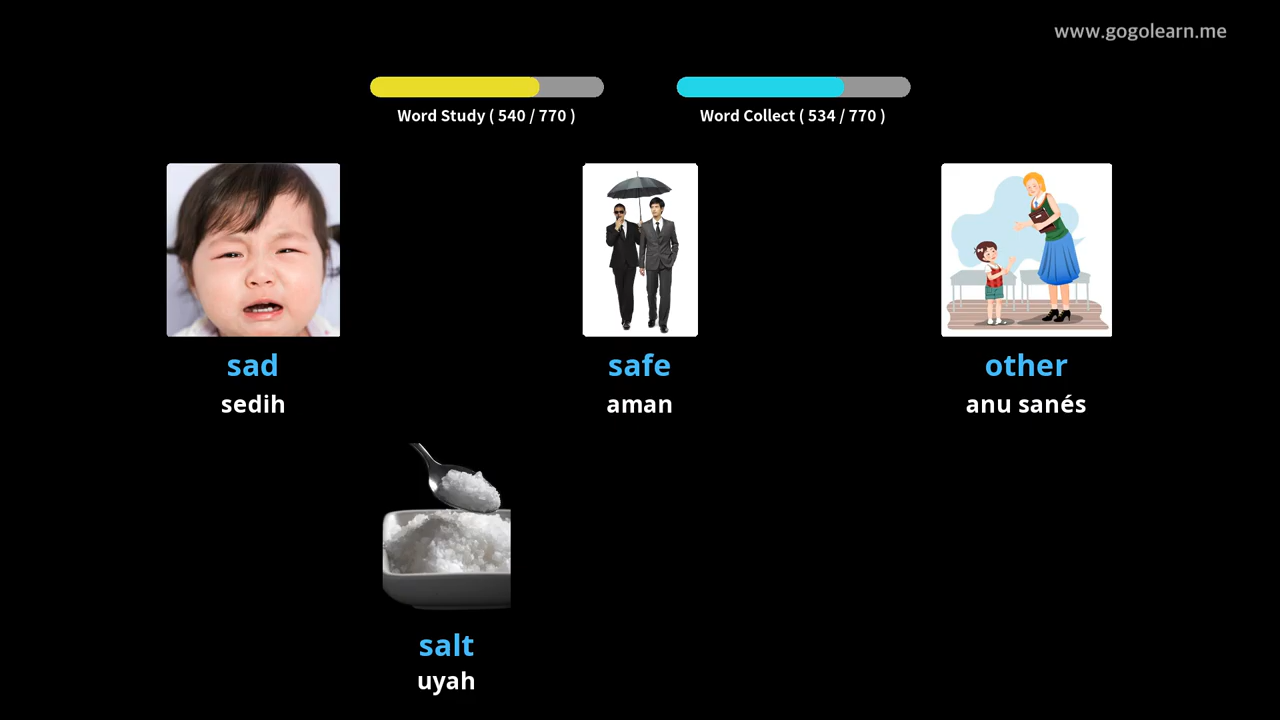 www.gogolearn.me
Word Study ( 540 / 770 )
Word Collect ( 534 / 770 )
sad
sedih
safe
aman
other
anu sanés
salt
uyah